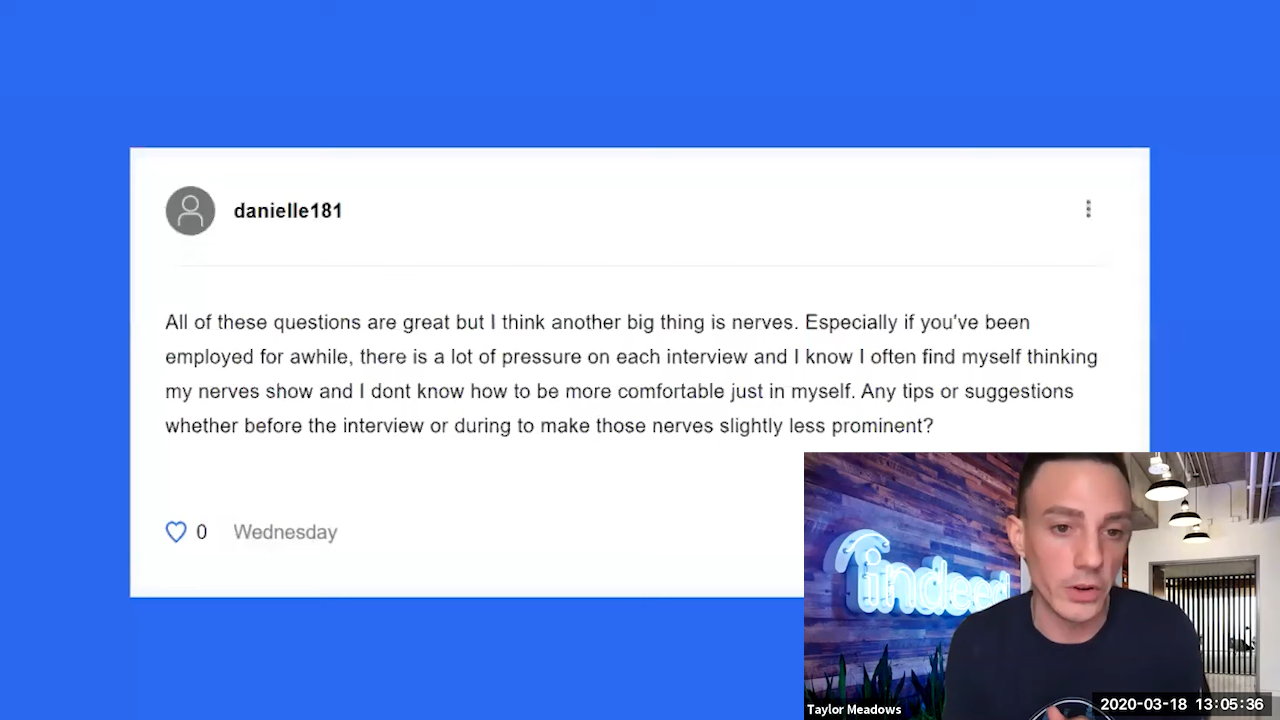 danielle181
All of these questions are great but I think another big thing is nerves. Especially if you've been
employed for awhile, there is a lot of pressure on each interview and I know I often find myself thinking
my nerves show and I dont know how to be more comfortable just in myself. Any tips or suggestions
whether before the interview or during to make those nerves slightly less prominent?
0 Wednesday
indeed
Taylor Meadows
2020-03-18 13:05:36